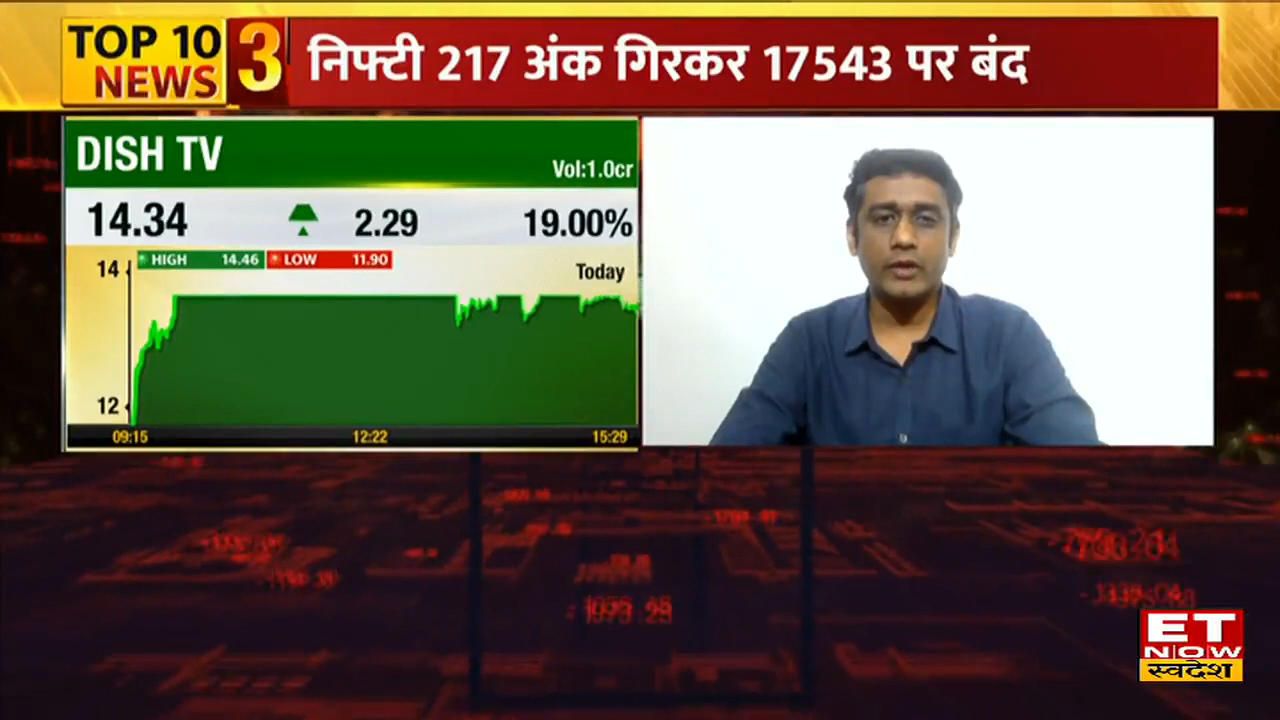 TOP 10
NEWS
3
निफ्टी 217 अंक गिरकर 17543 पर बंद
DISH TV
Vol:1.0cr
14.34 2.29 19.00%
HIGH 14.46 LOW 11.90
Today
14
12
09:15 12:22 15:29
ET
NOW
स्वदेश